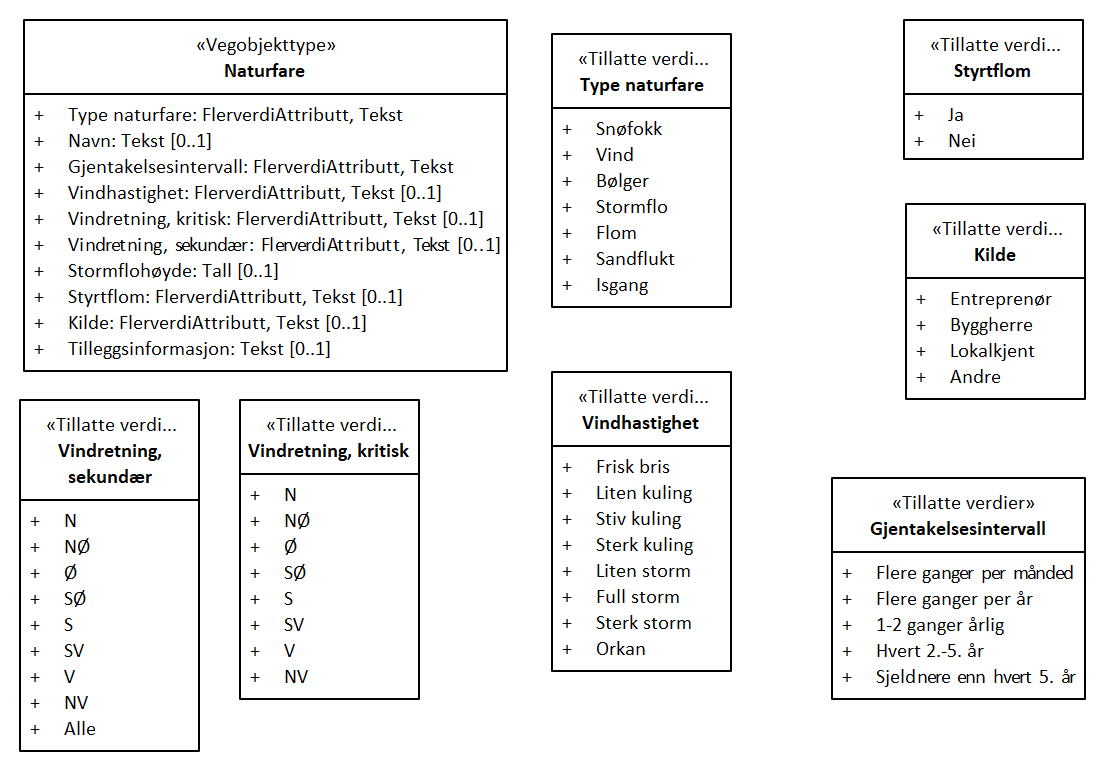 «Vegobjekttype»
Naturfare
+ Type naturfare: FlerverdiAttributt, Tekst
+ Navn: Tekst [0..1]
+ Gjentakelsesintervall: FlerverdiAttributt, Tekst
+ Vindhastighet: FlerverdiAttributt, Tekst [0..1]
+ Vindretning, kritisk: FlerverdiAttributt, Tekst [0..1]
+ Vindretning, sekundær: FlerverdiAttributt, Tekst [0..1]
+ Stormflohøyde: Tall [0..1]
+ Styrtflom: FlerverdiAttributt, Tekst [0..1]
+ Kilde: FlerverdiAttributt, Tekst [0..1]
+ Tilleggsinformasjon: Tekst [0..1]
«Tillatte verdi...
Type naturfare
+ Snøfokk
+ Vind
+ Bølger
+ Stormflo
+ Flom
+ Sandflukt
+ Isgang
«Tillatte verdi...
Styrtflom
+ Ja
+ Nei
«Tillatte verdi...
Kilde
+ Entreprenør
+ Byggherre
+ Lokalkjent
+ Andre
«Tillatte verdi...
Vindretning,
sekundær
+ N
+ NØ
+ Ø
+ SØ
+ S
+ SV
+ V
+ NV
+ Alle
«Tillatte verdi...
Vindretning, kritisk
+ N
+ NØ
+ Ø
+ SØ
+ S
+ SV
+ V
+ NV
«Tillatte verdi...
Vindhastighet
+ Frisk bris
+ Liten kuling
+ Stiv kuling
+ Sterk kuling
+ Liten storm
+ Full storm
+ Sterk storm
+ Orkan
«Tillatte verdier»
Gjentakelsesintervall
+ Flere ganger per måned
+ Flere ganger per år
+ 1-2 ganger årlig
+ Hvert 2.-5. år
+ Sjeldnere enn hvert 5. år